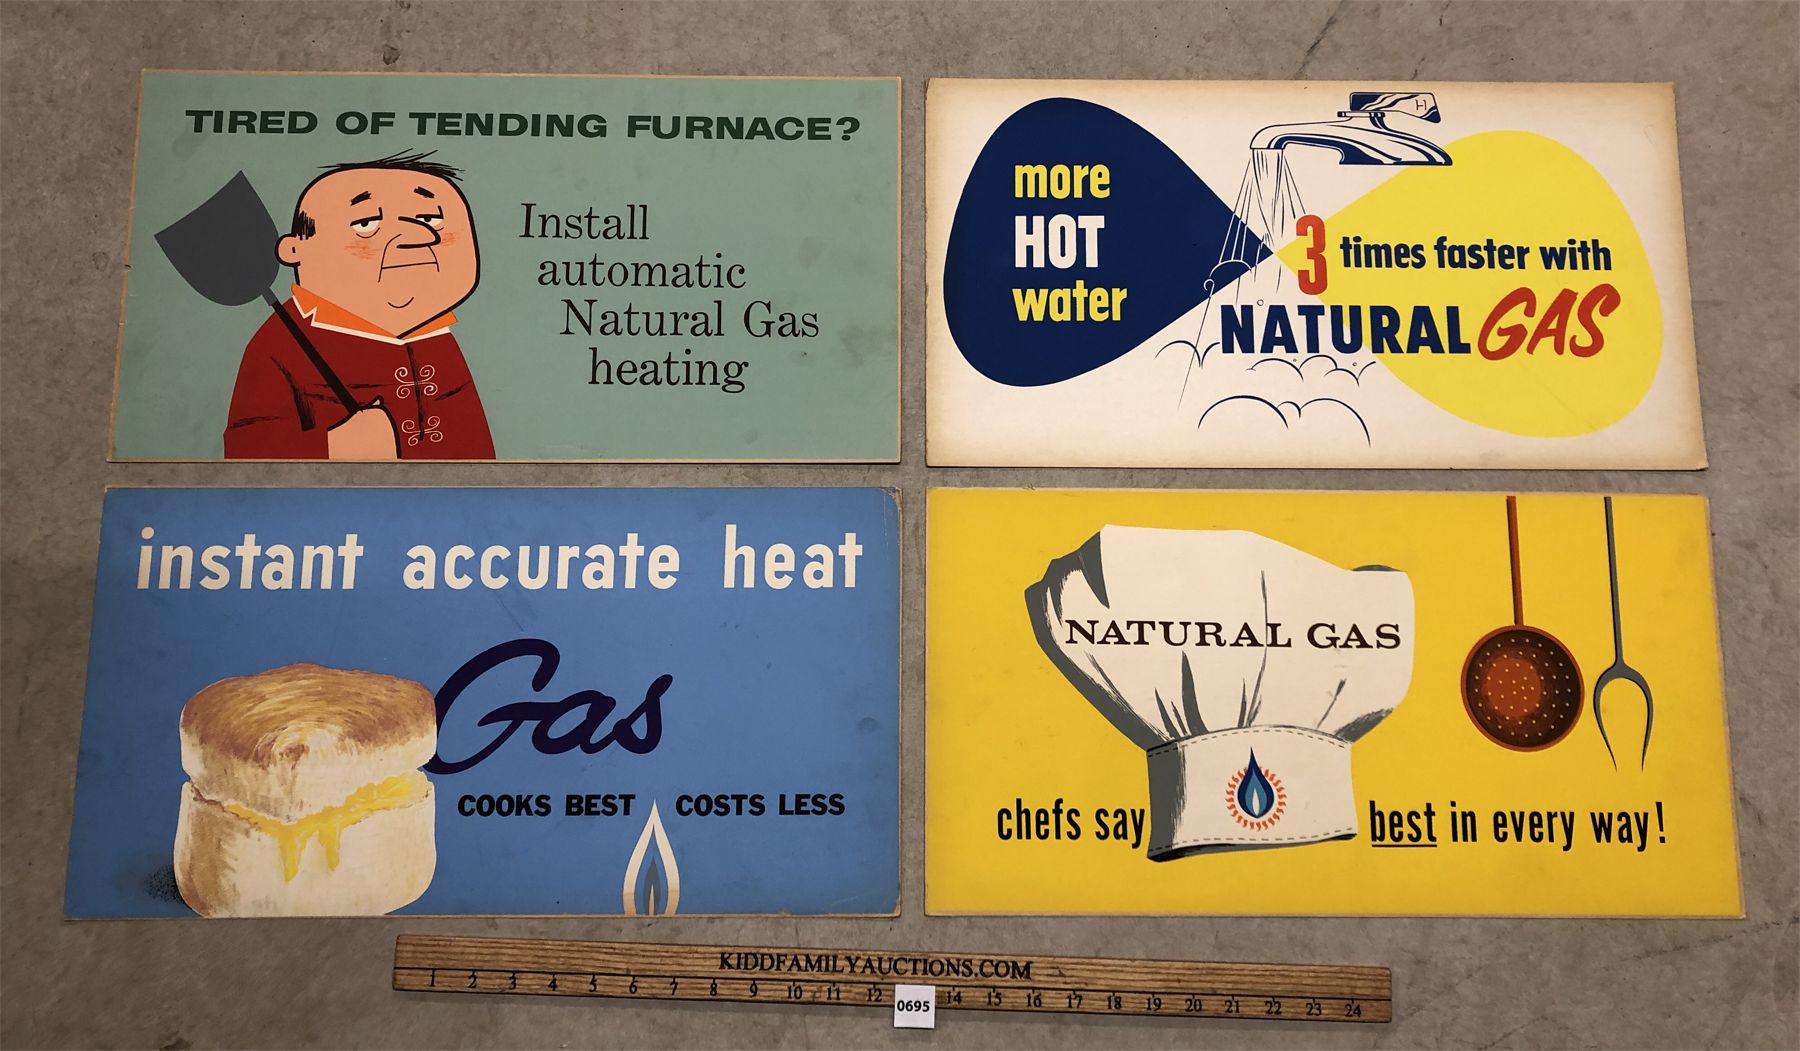 TIRED OF TENDING FURNACE?
Install
automatic
Natural Gas
heating
H
more
HOT
water
3 times faster with
NATURAL GAS
instant accurate heat
Gas
COOKS BEST COSTS LESS
NATURAL GAS
chefs say best in every way!
KIDDFAMILYAUCTIONS.COM
1 2 3 4 5 6 7 8 9 10 11 12 14 15 16 17 18 19 20 21 22 23 24
0695